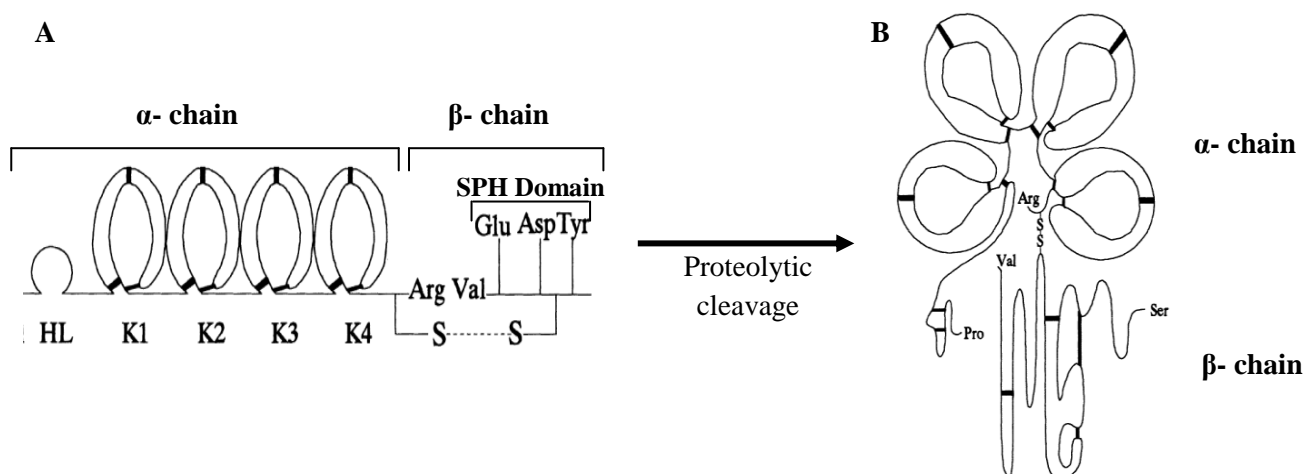 A
B
α- chain
β- chain
SPH Domain
Glu Asp Tyr
Arg Val
S S
HL K1 K2 K3 K4
Proteolytic
cleavage
α- chain
Arg
S
S
Val
Pro
Ser
β- chain